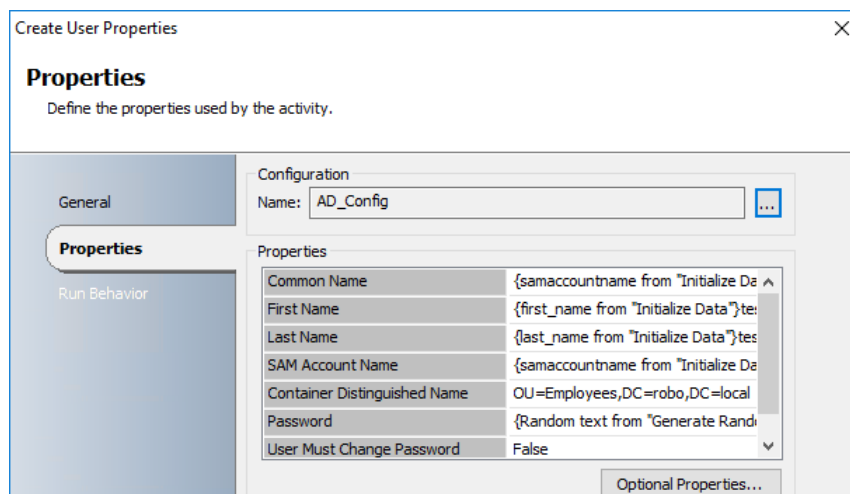 Create User Properties
Properties
Define the properties used by the activity.
General
Properties
Run Behavior
Configuration
Name: AD_Config ...
Properties
Common Name {samaccountname from "Initialize Da
First Name {first_name from "Initialize Data"}tes
Last Name {last_name from "Initialize Data"}tes
SAM Account Name {samaccountname from "Initialize Da
Container Distinguished Name OU=Employees,DC=robo,DC=local
Password {Random text from "Generate Rand
User Must Change Password False
Optional Properties...